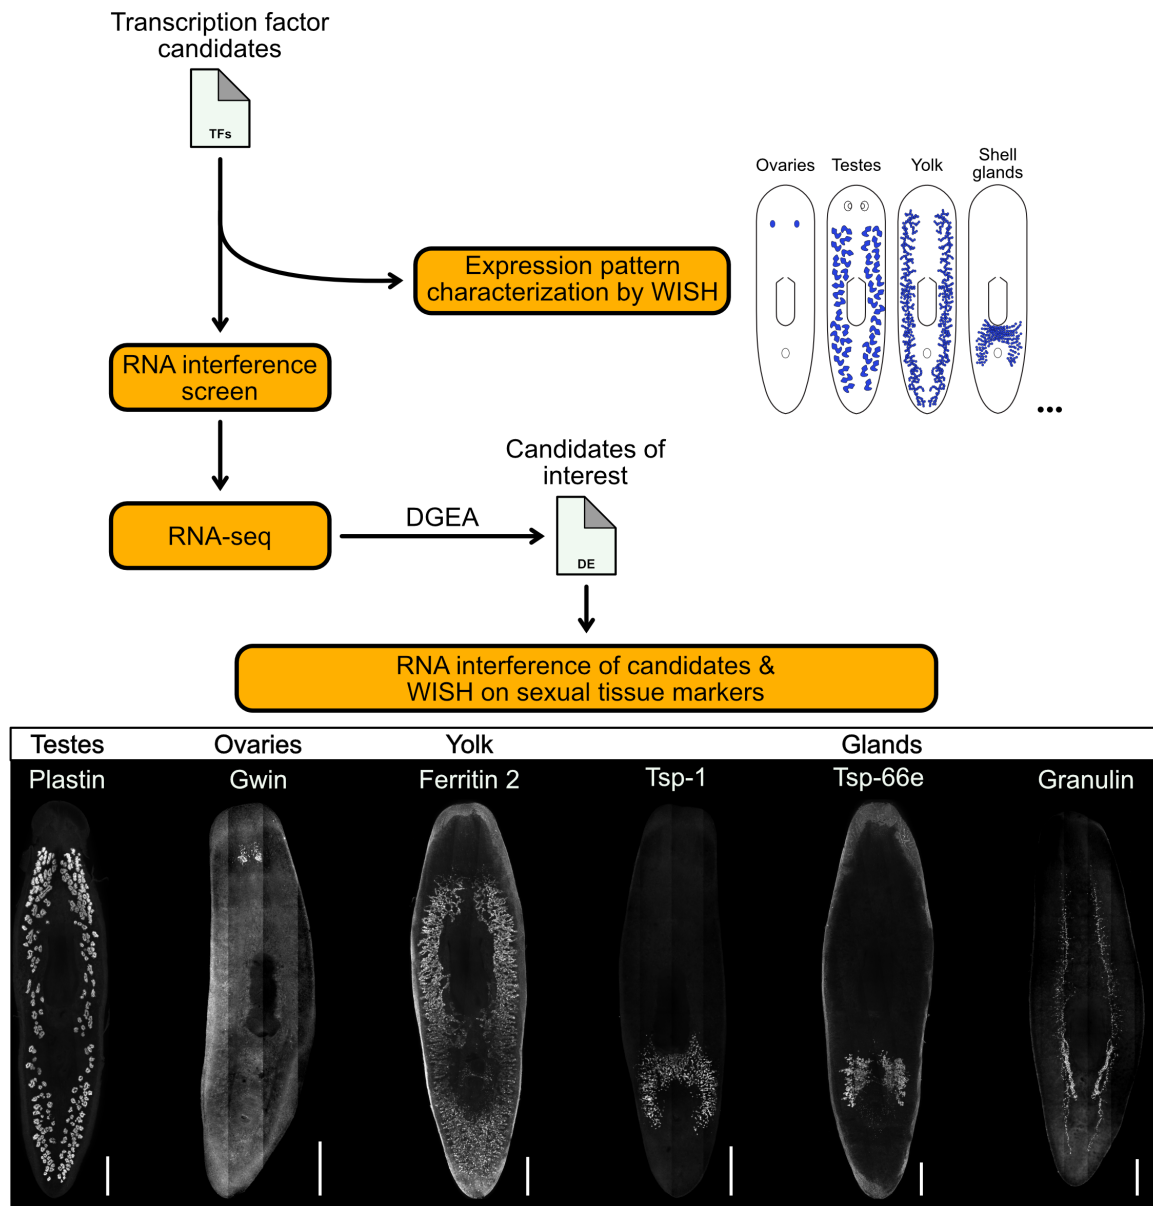 Transcription factor
candidates
TFs
Ovaries
Testes
Yolk
Shell
glands
Expression pattern
characterization by WISH
RNA interference
screen
...
Candidates of
interest
RNA-seq
DGEA
DE
RNA interference of candidates &
WISH on sexual tissue markers
Testes
Ovaries
Yolk
Glands
Plastin
Gwin
Ferritin 2
Tsp-1
Tsp-66e
Granulin